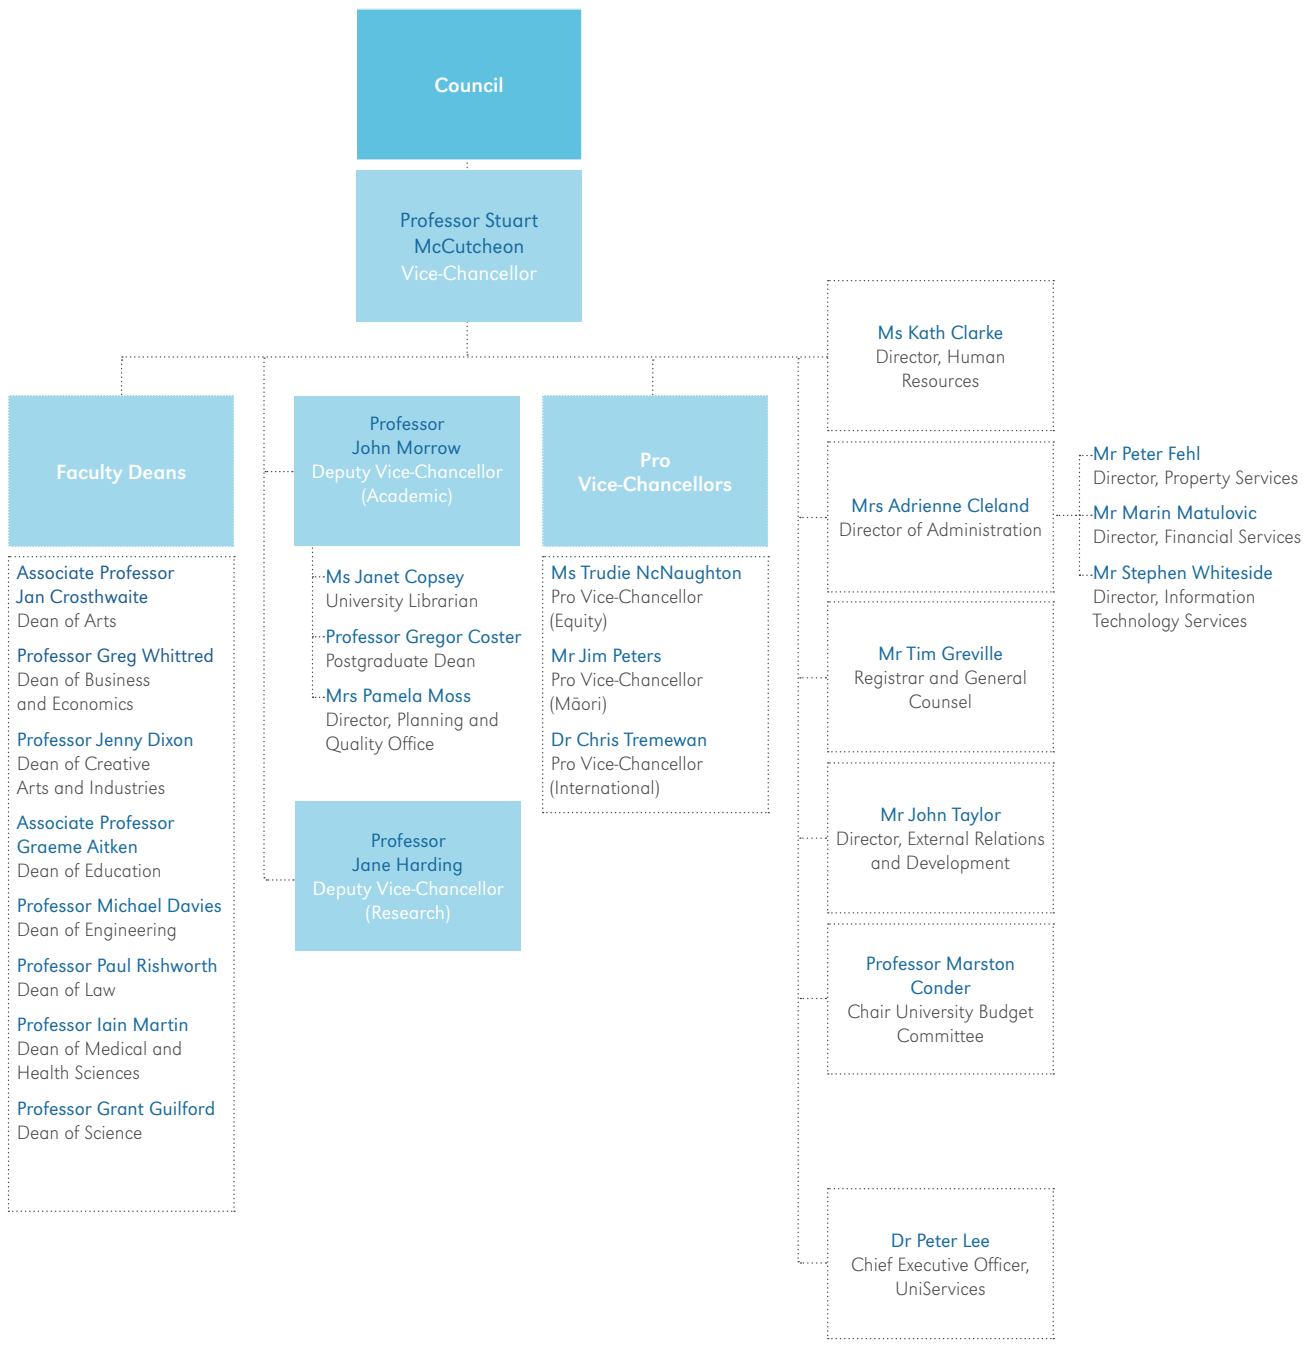 Council
Professor Stuart
McCutcheon
Vice-Chancellor
Faculty Deans
Associate Professor
Jan Crosthwaite
Dean of Arts
Professor Greg Whittred
Dean of Business
and Economics
Professor Jenny Dixon
Dean of Creative
Arts and Industries
Associate Professor
Graeme Aitken
Dean of Education
Professor Michael Davies
Dean of Engineering
Professor Paul Rishworth
Dean of Law
Professor Iain Martin
Dean of Medical and
Health Sciences
Professor Grant Guilford
Dean of Science
Professor
John Morrow
Deputy Vice-Chancellor
(Academic)
Ms Janet Copsey
University Librarian
Professor Gregor Coster
Postgraduate Dean
Mrs Pamela Moss
Director, Planning and
Quality Office
Professor
Jane Harding
Deputy Vice-Chancellor
(Research)
Pro
Vice-Chancellors
Ms Trudie NcNaughton
Pro Vice-Chancellor
(Equity)
Mr Jim Peters
Pro Vice-Chancellor
(Māori)
Dr Chris Tremewan
Pro Vice-Chancellor
(International)
Ms Kath Clarke
Director, Human
Resources
Mrs Adrienne Cleland
Director of Administration
Mr Peter Fehl
Director, Property Services
Mr Marin Matulovic
Director, Financial Services
Mr Stephen Whiteside
Director, Information
Technology Services
Mr Tim Greville
Registrar and General
Counsel
Mr John Taylor
Director, External Relations
and Development
Professor Marston
Conder
Chair University Budget
Committee
Dr Peter Lee
Chief Executive Officer,
UniServices